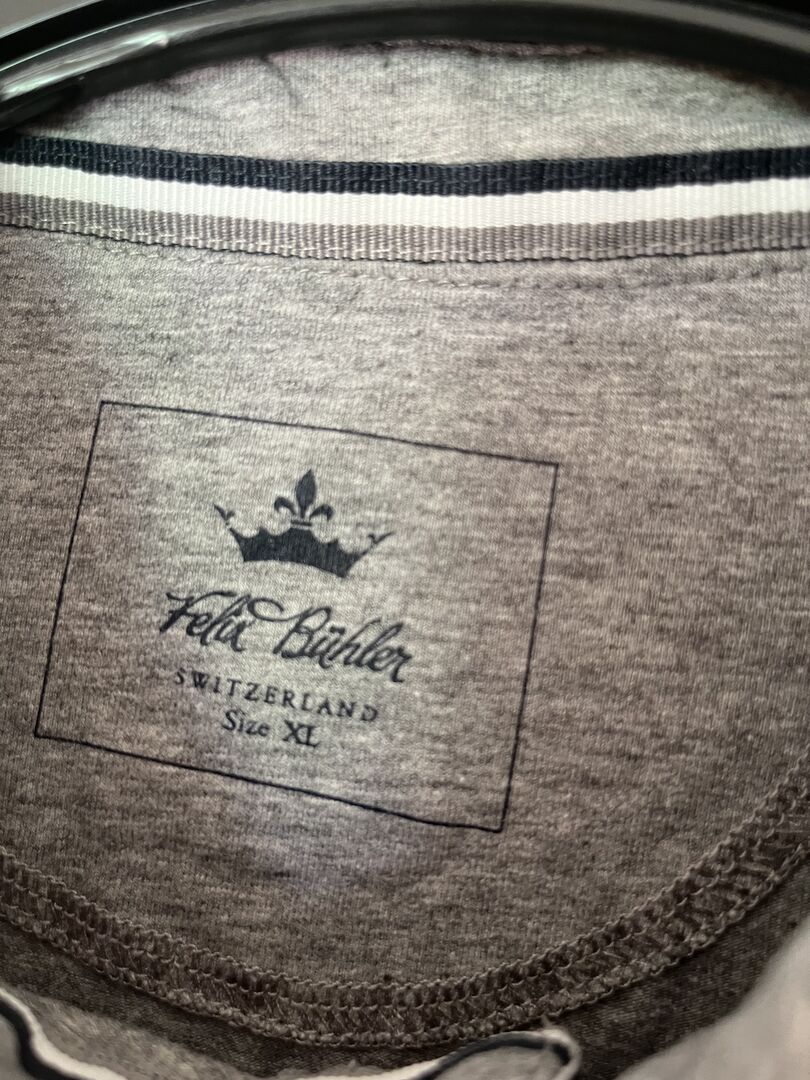 Felix Bühler
SWITZERLAND
Size XL